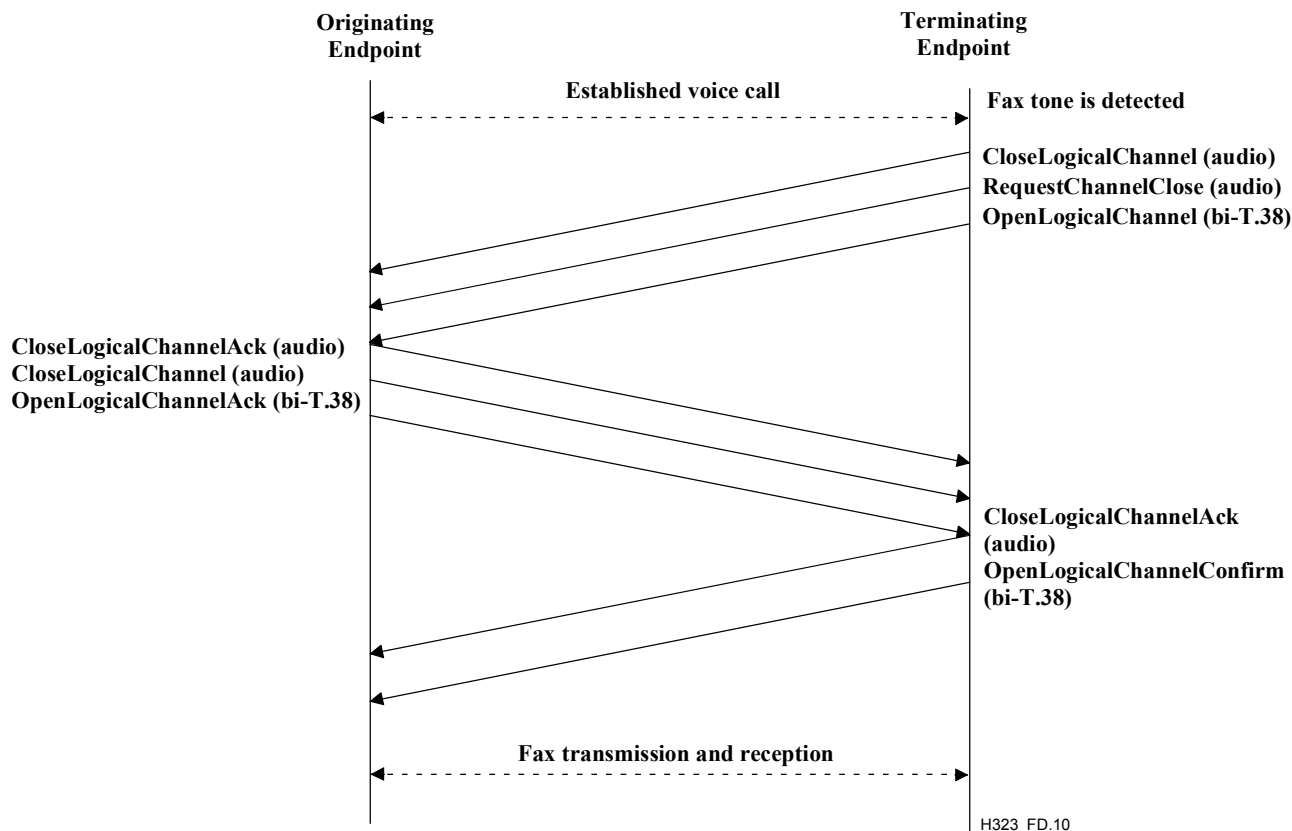 Originating
Endpoint
Terminating
Endpoint
Established voice call
Fax tone is detected
CloseLogicalChannel (audio)
RequestChannelClose (audio)
OpenLogicalChannel (bi-T.38)
CloseLogicalChannelAck (audio)
CloseLogicalChannel (audio)
OpenLogicalChannelAck (bi-T.38)
CloseLogicalChannelAck
(audio)
OpenLogicalChannelConfirm
(bi-T.38)
Fax transmission and reception
H323_FD.10